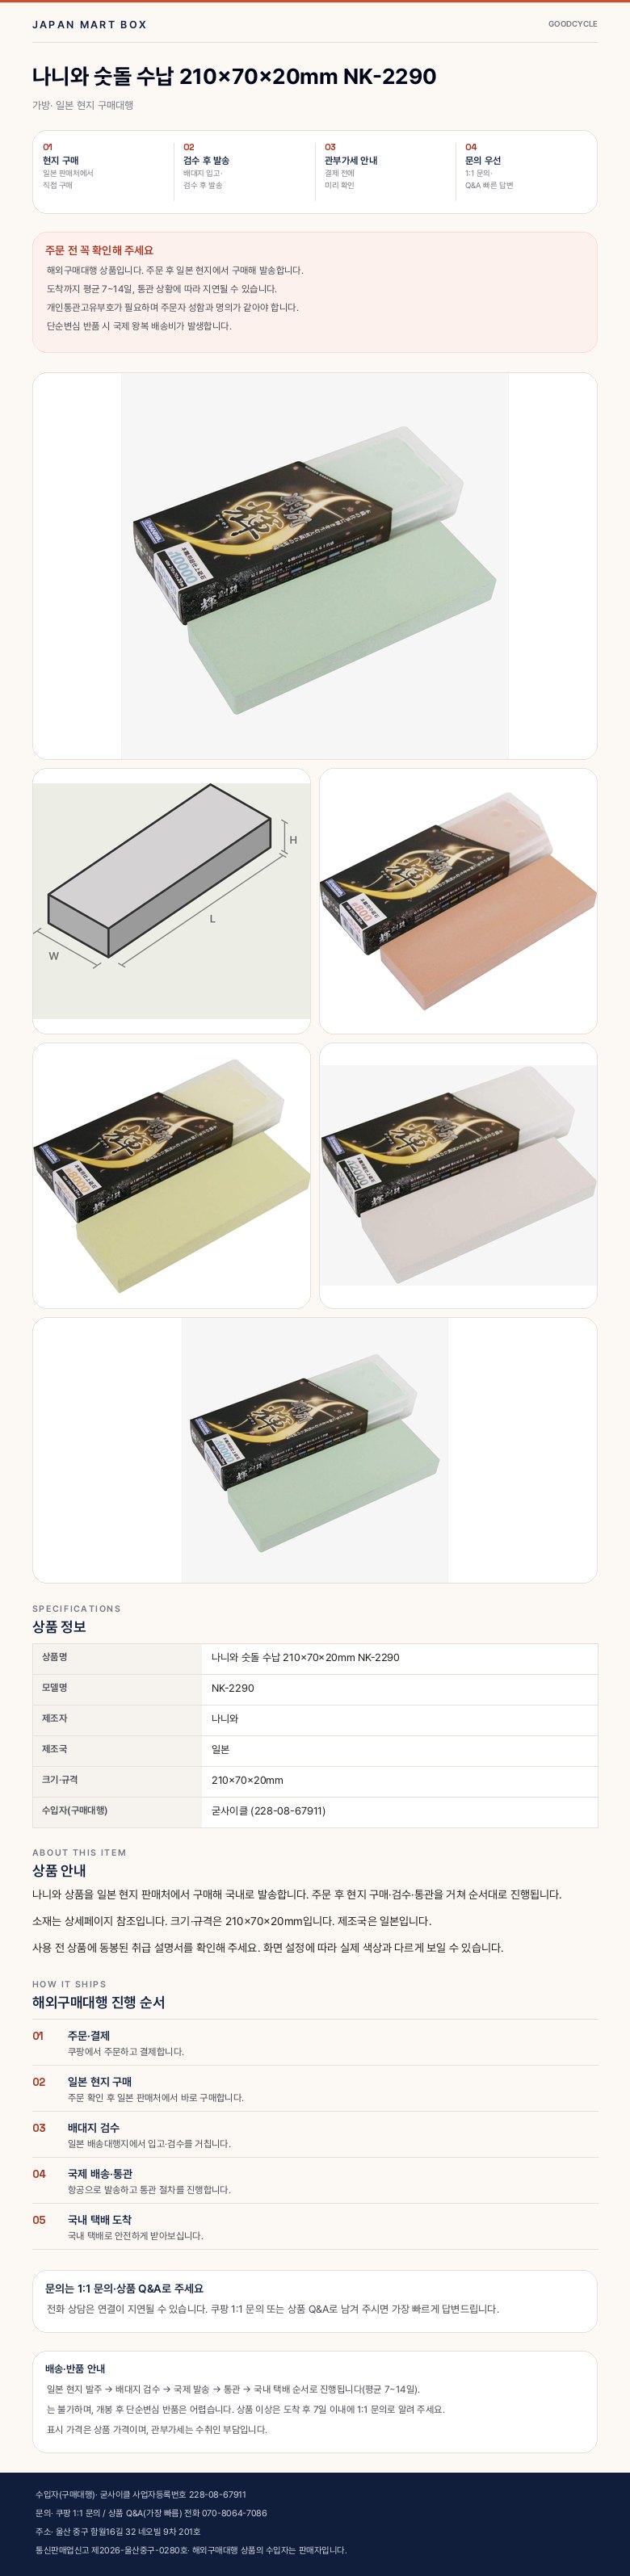 JAPAN MART BOX
GOODCYCLE
나니와 숫돌 수납 210×70×20mm NK-2290
가방· 일본 현지 구매대행
01
현지 구매
일본 판매처에서
직접 구매
02
검수 후 발송
배대지 입고·
검수 후 발송
03
관부가세 안내
결제 전에
미리 확인
04
문의 우선
1:1 문의·
Q&A 빠른 답변
주문 전 꼭 확인해 주세요
해외구매대행 상품입니다. 주문 후 일본 현지에서 구매해 발송합니다.
도착까지 평균 7~14일, 통관 상황에 따라 지연될 수 있습니다.
개인통관고유부호가 필요하며 주문자 성함과 명의가 같아야 합니다.
단순변심 반품 시 국제 왕복 배송비가 발생합니다.
10000
H
L
W
#800
8000
10000
SPECIFICATIONS
상품 정보
상품명 나니와 숫돌 수납 210×70×20mm NK-2290
모델명 NK-2290
제조자 나니와
제조국 일본
크기·규격 210×70×20mm
수입자(구매대행) 굳사이클 (228-08-67911)
ABOUT THIS ITEM
상품 안내
나니와 상품을 일본 현지 판매처에서 구매해 국내로 발송합니다. 주문 후 현지 구매·검수·통관을 거쳐 순서대로 진행됩니다.
소재는 상세페이지 참조입니다. 크기·규격은 210×70×20mm입니다. 제조국은 일본입니다.
사용 전 상품에 동봉된 취급 설명서를 확인해 주세요. 화면 설정에 따라 실제 색상과 다르게 보일 수 있습니다.
HOW IT SHIPS
해외구매대행 진행 순서
01 주문·결제
쿠팡에서 주문하고 결제합니다.
02 일본 현지 구매
주문 확인 후 일본 판매처에서 바로 구매합니다.
03 배대지 검수
일본 배송대행지에서 입고·검수를 거칩니다.
04 국제 배송·통관
항공으로 발송하고 통관 절차를 진행합니다.
05 국내 택배 도착
국내 택배로 안전하게 받아보십니다.
문의는 1:1 문의·상품 Q&A로 주세요
전화 상담은 연결이 지연될 수 있습니다. 쿠팡 1:1 문의 또는 상품 Q&A로 남겨 주시면 가장 빠르게 답변드립니다.
배송·반품 안내
일본 현지 발주 → 배대지 검수 → 국제 발송 → 통관 → 국내 택배 순서로 진행됩니다(평균 7~14일).
는 불가하며, 개봉 후 단순변심 반품은 어렵습니다. 상품 이상은 도착 후 7일 이내에 1:1 문의로 알려 주세요.
표시 가격은 상품 가격이며, 관부가세는 수취인 부담입니다.
수입자(구매대행)· 굳사이클 사업자등록번호 228-08-67911
문의· 쿠팡 1:1 문의 / 상품 Q&A(가장 빠름) 전화 070-8064-7086
주소· 울산 중구 함월16길 32 네오빌 9차 201호
통신판매업신고 제2026-울산중구-0280호· 해외구매대행 상품의 수입자는 판매자입니다.